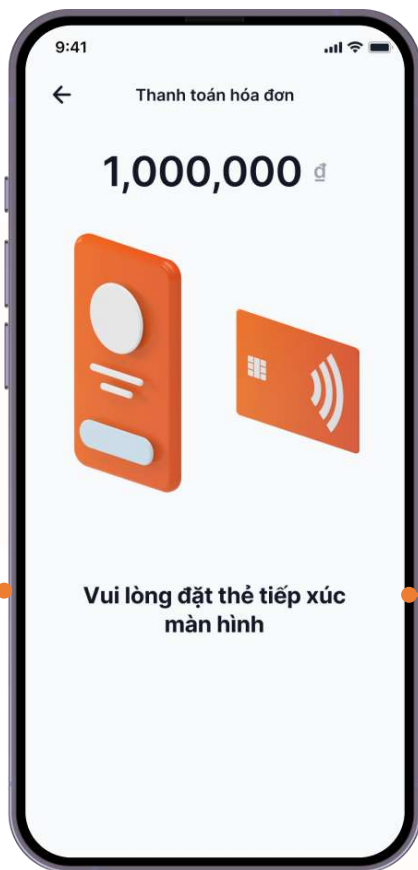 9:41
Thanh toán hóa đơn
1,000,000 ₫
Vui lòng đặt thẻ tiếp xúc
màn hình